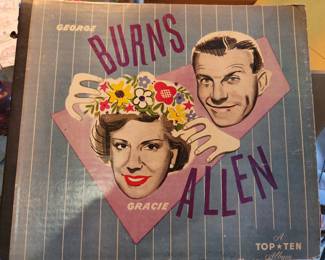 GEORGE
BURNS
GRACIE
ALLEN
A
TOP★TEN
Album